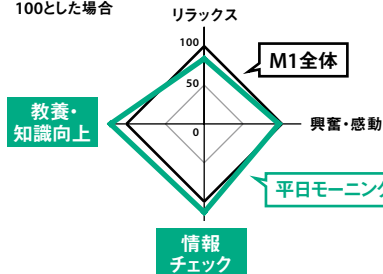 100とした場合
リラックス
100
M1全体
50
教養・
知識向上
0
興奮・感動
平日モーニング
情報
チェック